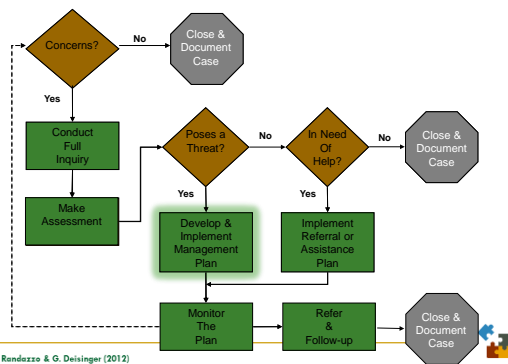 Concerns?
No
Close &
Document
Case
Yes
Conduct
Full
Inquiry
Make
Assessment
Poses a
Threat?
No
Yes
In Need
Of
Help?
No
Yes
Close &
Document
Case
Develop &
Implement
Management
Plan
Implement
Referral or
Assistance
Plan
Monitor
The
Plan
Refer
&
Follow-up
Close &
Document
Case
Randazzo & G. Deisinger (2012)